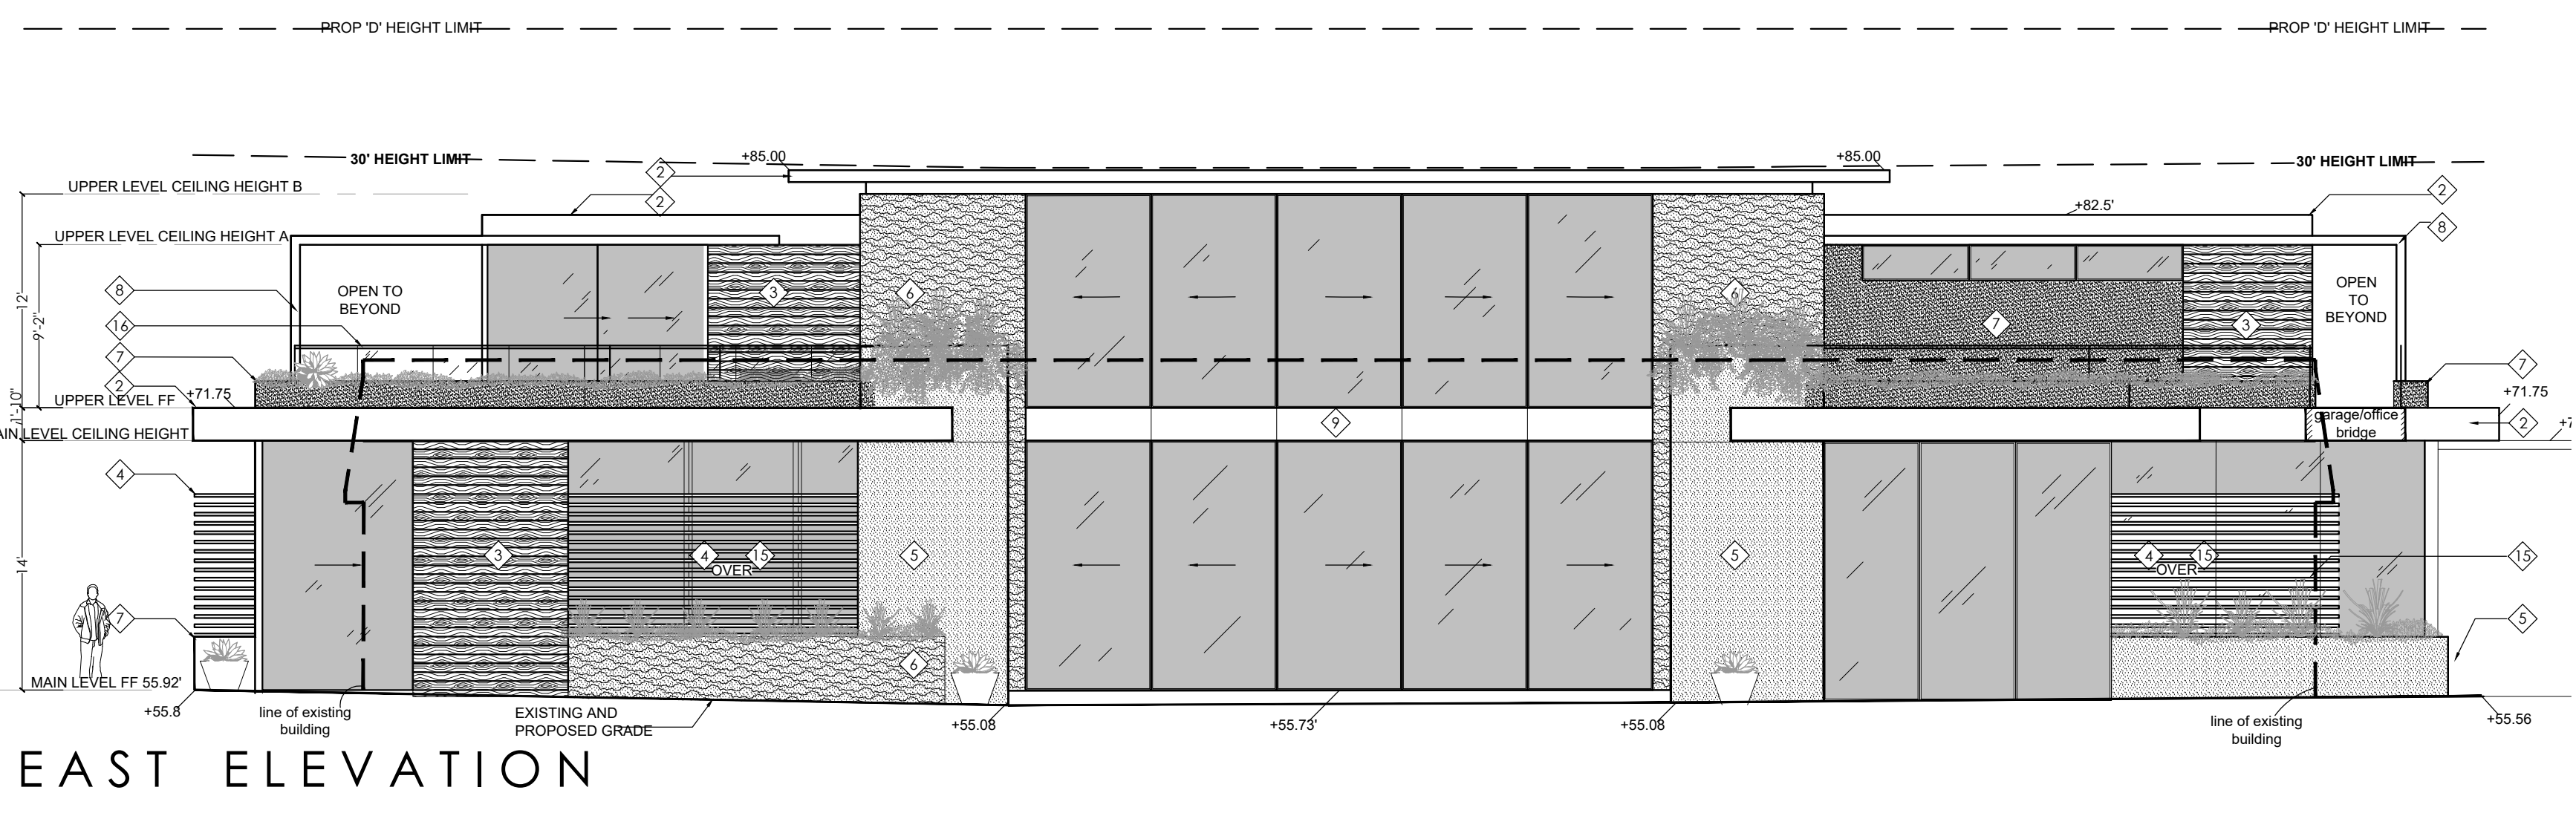 PROP 'D' HEIGHT LIMIT
PROP 'D' HEIGHT LIMIT
30' HEIGHT LIMIT
+85.00
+85.00
30' HEIGHT LIMIT
2
UPPER LEVEL CEILING HEIGHT B
2
2
+82.5'
8
UPPER LEVEL CEILING HEIGHT A
8
OPEN TO
BEYOND
3
6
6
OPEN
TO
BEYOND
12'
9'-2"
16
7
3
7
7
2
+71.75
+71.75
UPPER LEVEL FF
1'-10"
9
garage/office
bridge
2
AIN LEVEL CEILING HEIGHT
4
3
4
15
OVER
5
5
4
15
OVER
15
14'
7
5
6
MAIN LEVEL FF 55.92'
+55.8
line of existing
building
EXISTING AND
PROPOSED GRADE
+55.08
+55.73'
+55.08
line of existing
building
+55.56
EAST ELEVATION